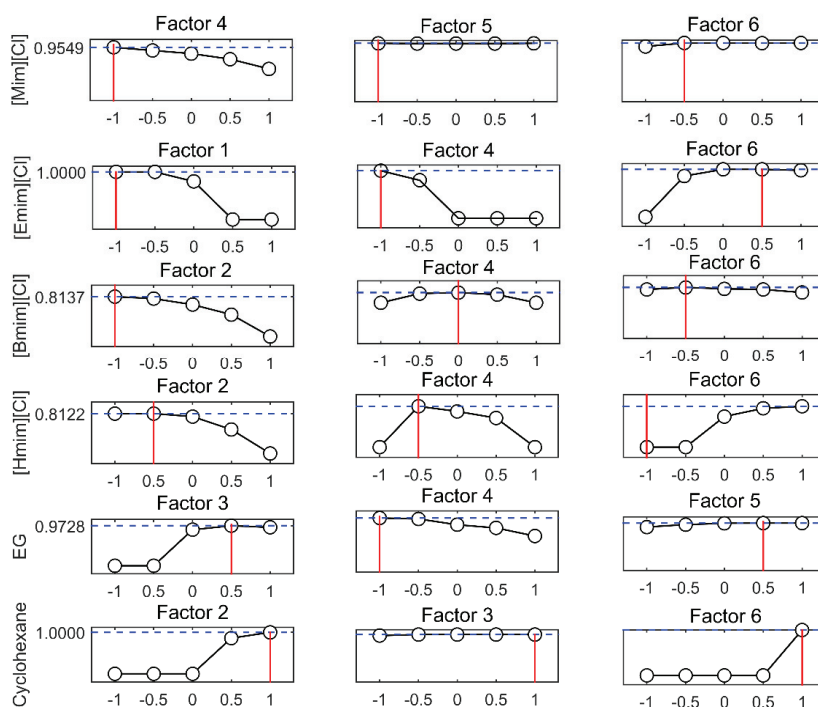 Factor 4 Factor 5 Factor 6
[Mim][Cl] 0.9549
-1 -0.5 0 0.5 1 -1 -0.5 0 0.5 1 -1 -0.5 0 0.5 1
Factor 1 Factor 4 Factor 6
[Emim][Cl] 1.0000
-1 -0.5 0 0.5 1 -1 -0.5 0 0.5 1 -1 -0.5 0 0.5 1
Factor 2 Factor 4 Factor 6
[Bmim][Cl] 0.8137
-1 -0.5 0 0.5 1 -1 -0.5 0 0.5 1 -1 -0.5 0 0.5 1
Factor 2 Factor 4 Factor 6
[Hmim][Cl] 0.8122
-1 0.5 0 0.5 1 -1 -0.5 0 0.5 1 -1 -0.5 0 0.5 1
Factor 3 Factor 4 Factor 5
EG 0.9728
-1 -0.5 0 0.5 1 -1 -0.5 0 0.5 1 -1 -0.5 0 0.5 1
Factor 2 Factor 3 Factor 6
Cyclohexane 1.0000
-1 -0.5 0 0.5 1 -1 -0.5 0 0.5 1 -1 -0.5 0 0.5 1